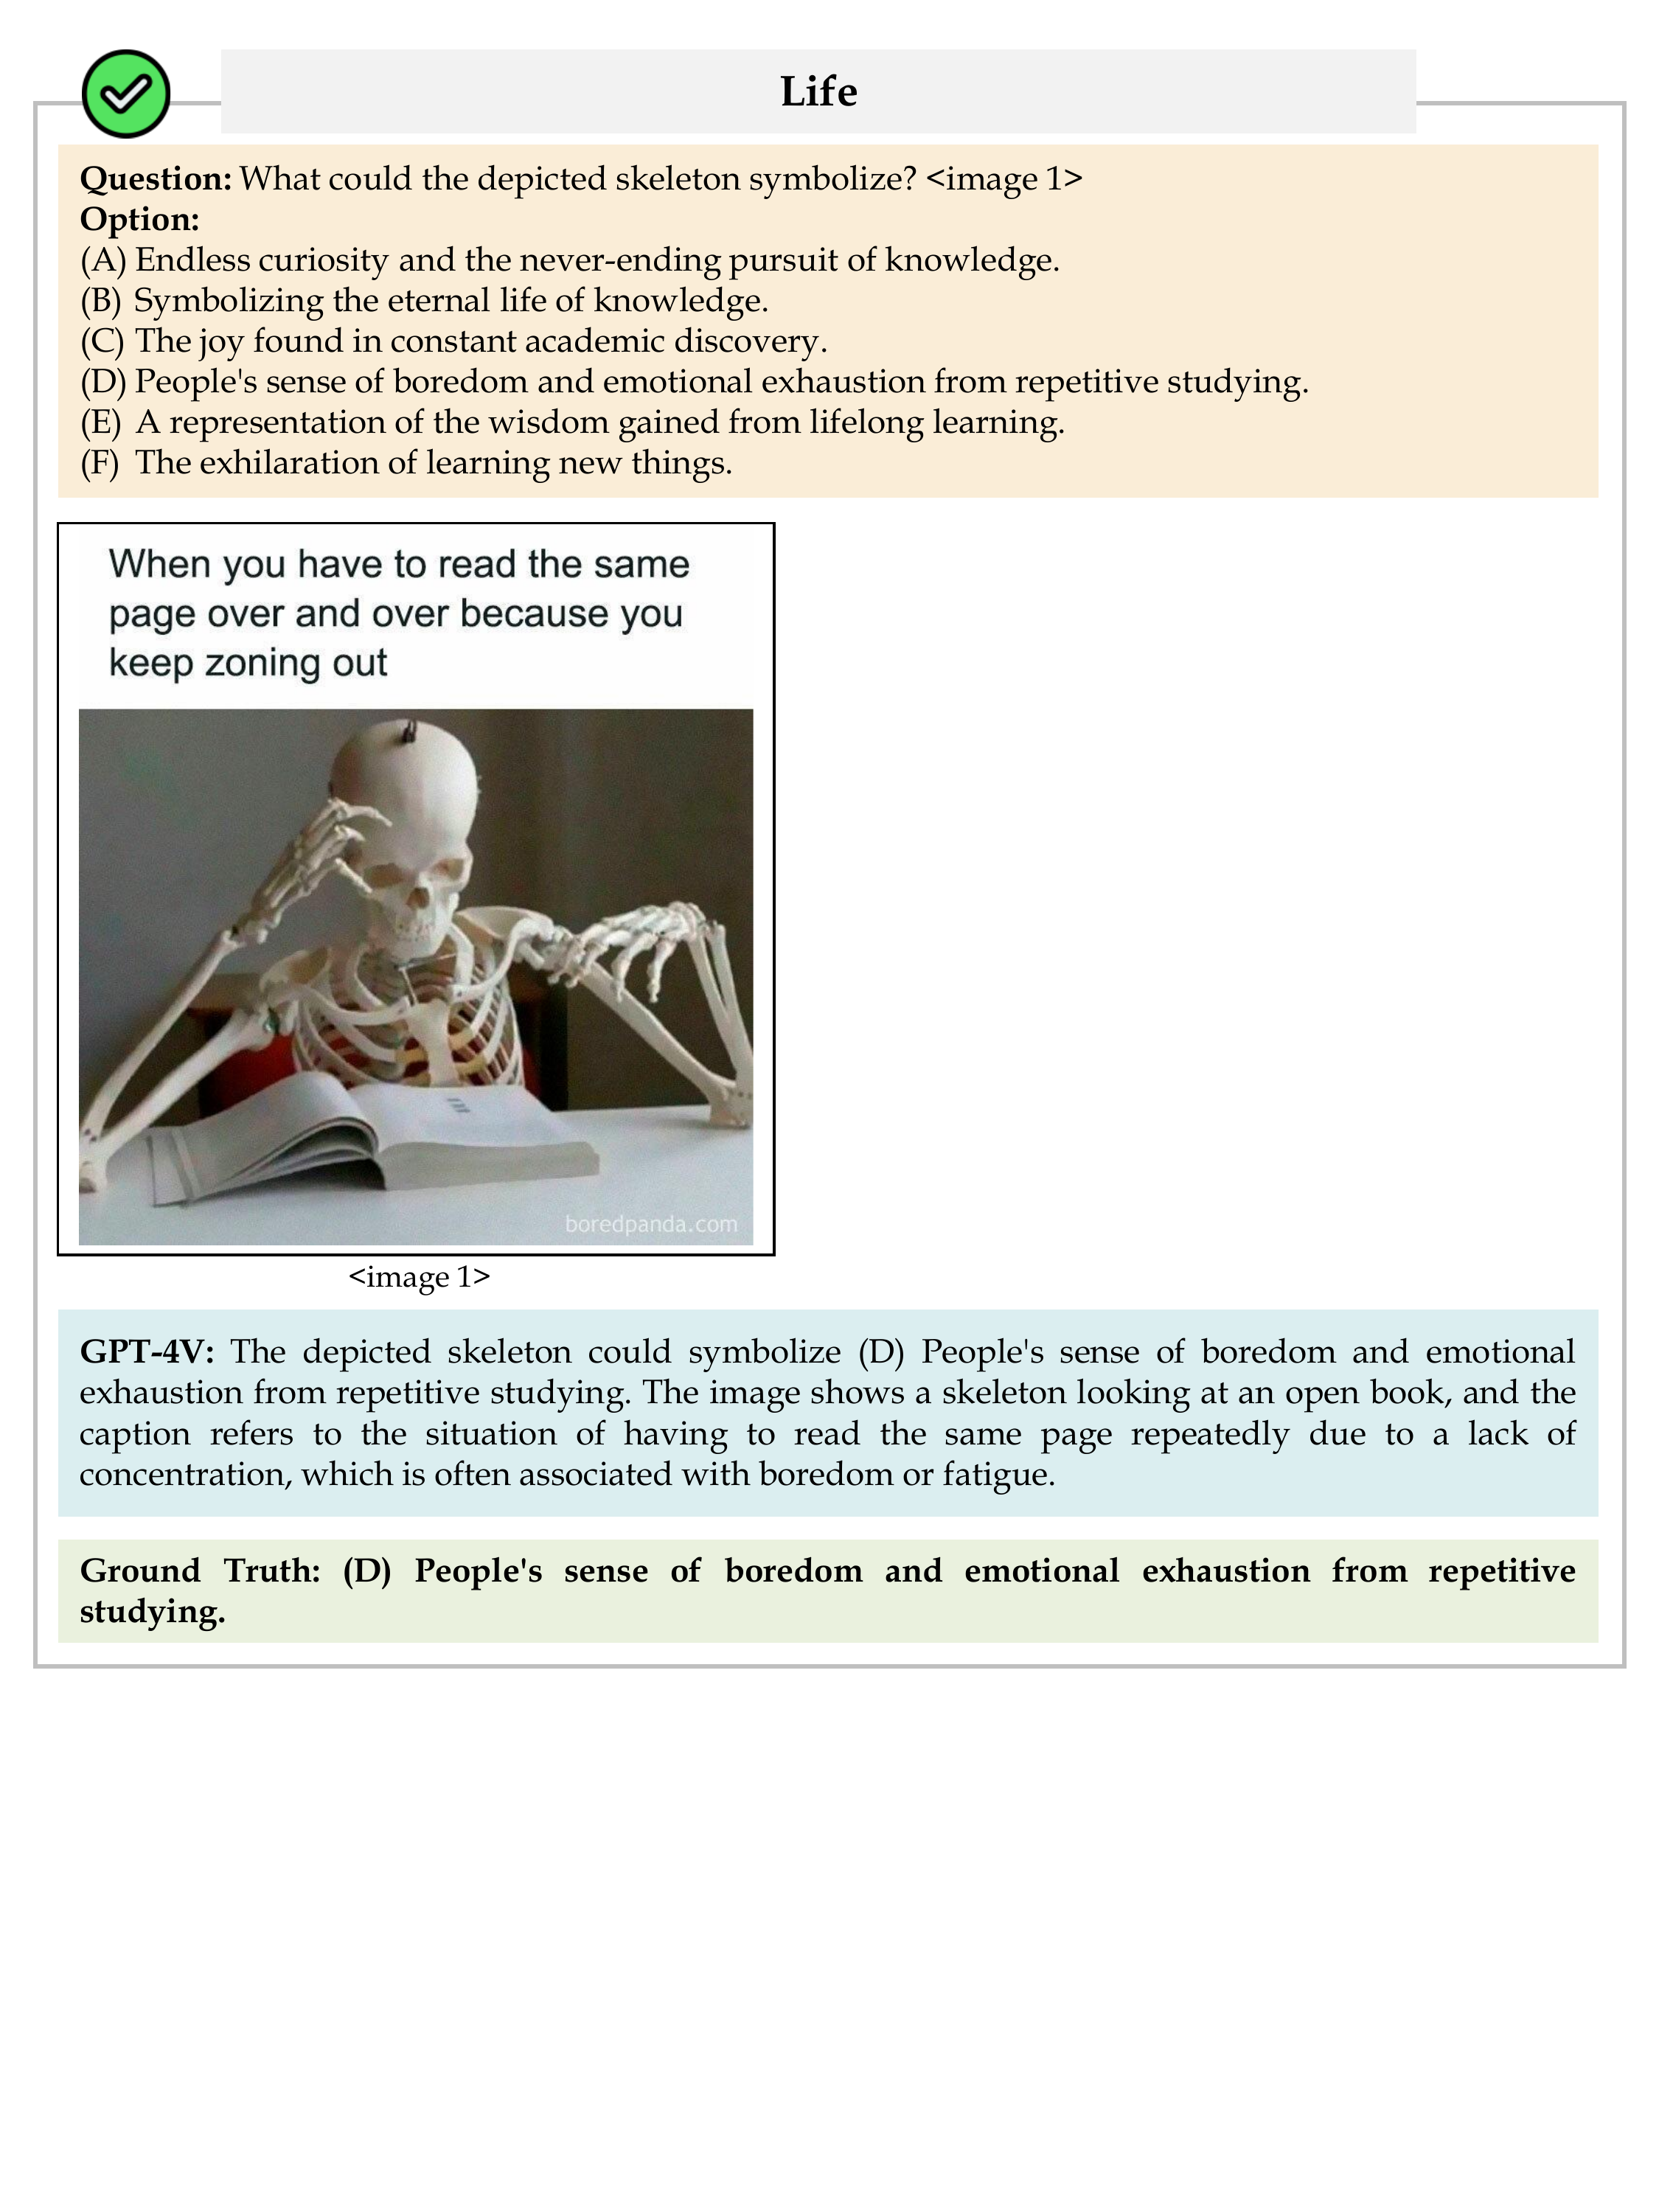 Life
Question: What could the depicted skeleton symbolize? <image 1>
Option:
(A) Endless curiosity and the never-ending pursuit of knowledge.
(B) Symbolizing the eternal life of knowledge.
(C) The joy found in constant academic discovery.
(D) People's sense of boredom and emotional exhaustion from repetitive studying.
(E) A representation of the wisdom gained from lifelong learning.
(F) The exhilaration of learning new things.
When you have to read the same
page over and over because you
keep zoning out
boredpanda.com
<image 1>
GPT-4V: The depicted skeleton could symbolize (D) People's sense of boredom and emotional
exhaustion from repetitive studying. The image shows a skeleton looking at an open book, and the
caption refers to the situation of having to read the same page repeatedly due to a lack of
concentration, which is often associated with boredom or fatigue.
Ground Truth: (D) People's sense of boredom and emotional exhaustion from repetitive
studying.